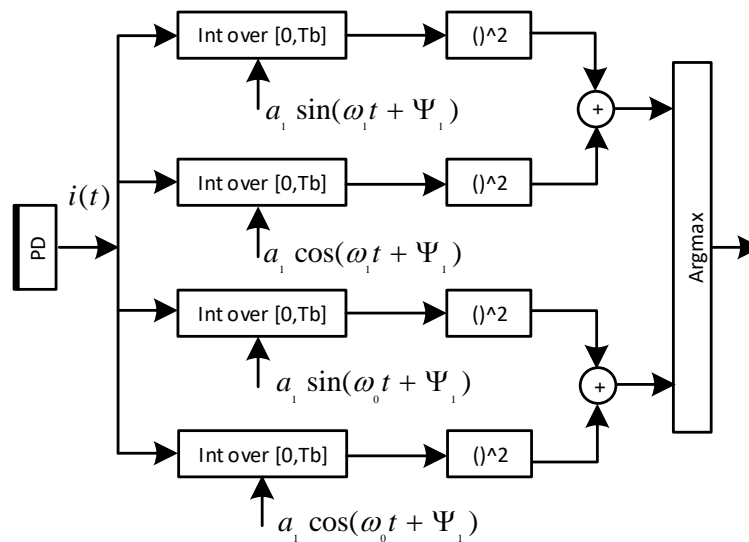 Int over [0,Tb]
()^2
a₁ sin(ω₁t + Ψ₁)
+
Int over [0,Tb]
()^2
i(t)
PD
a₁ cos(ω₁t + Ψ₁)
Argmax
Int over [0,Tb]
()^2
a₁ sin(ω₀t + Ψ₁)
+
Int over [0,Tb]
()^2
a₁ cos(ω₀t + Ψ₁)